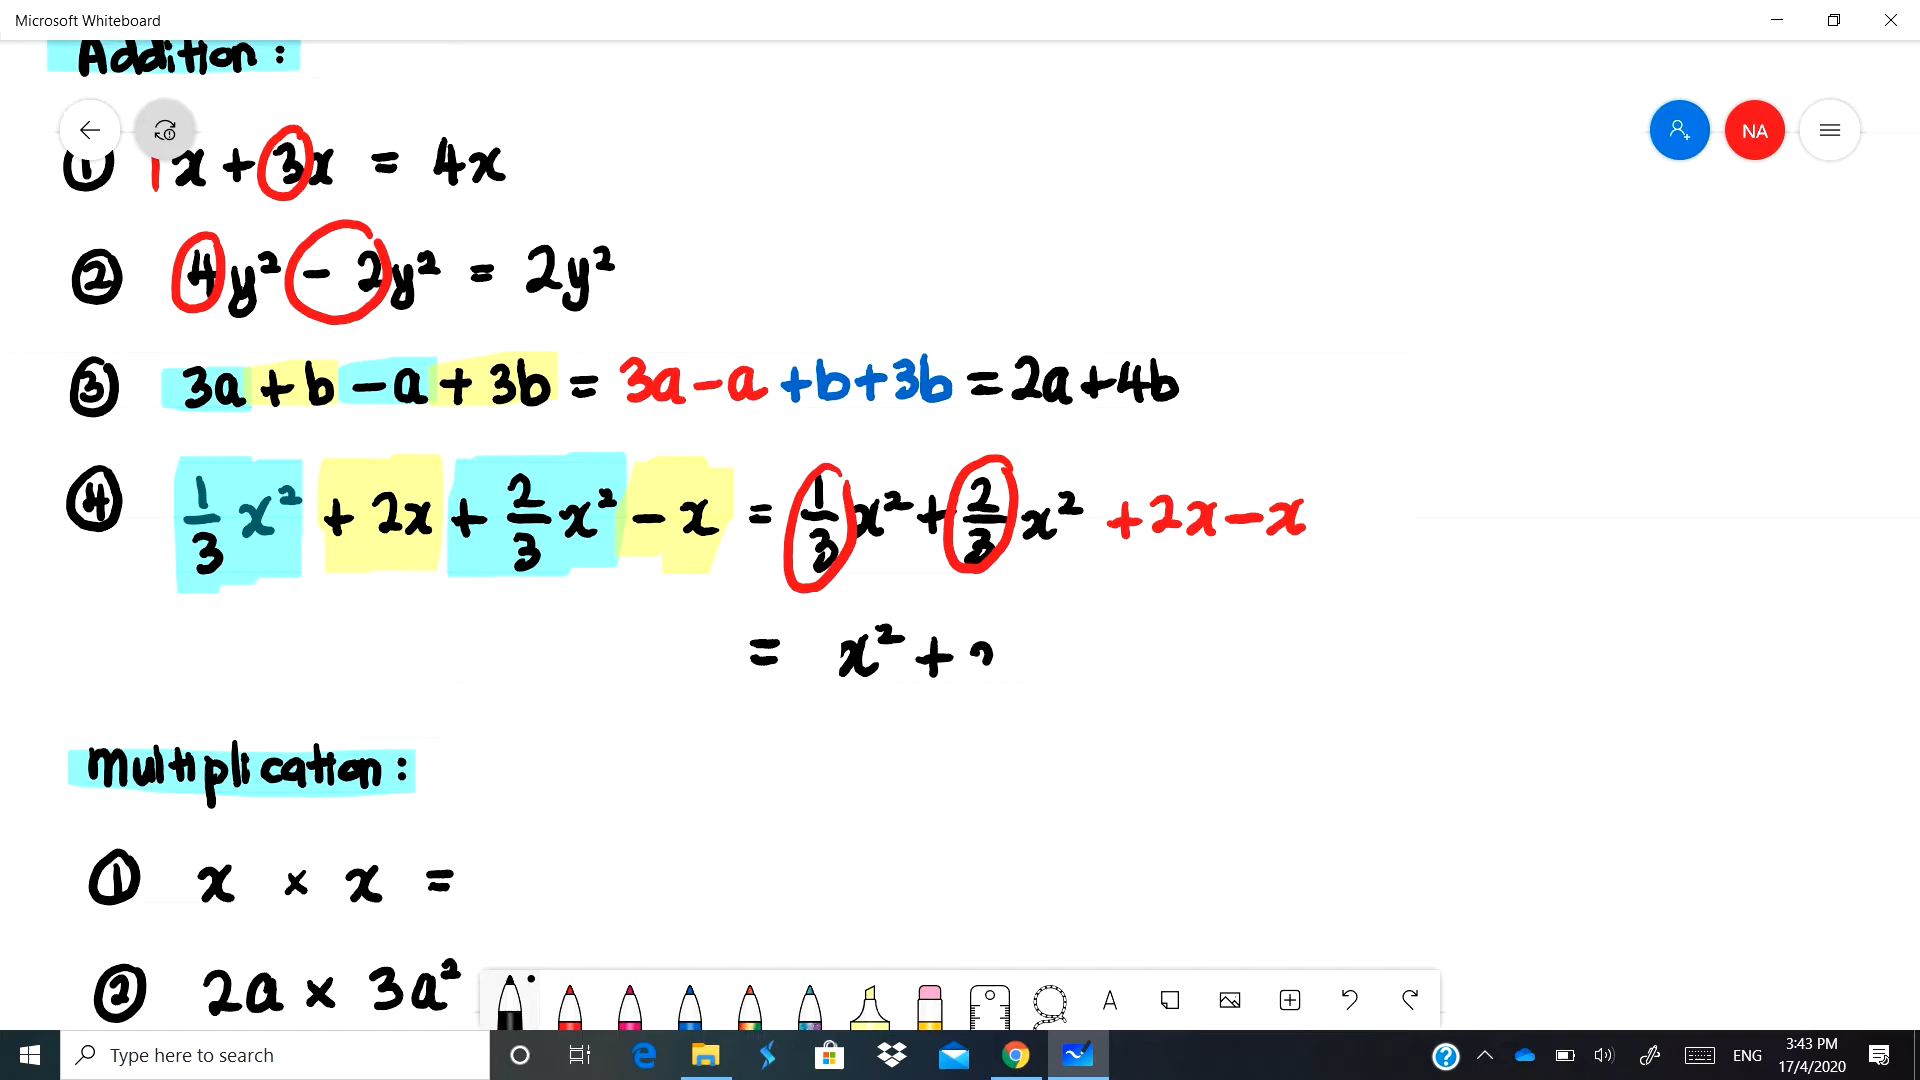 Microsoft Whiteboard
Addition :
NA
① 1x + 3x = 4x
② 4y² - 2y² = 2y²
③ 3a + b - a + 3b = 3a - a + b + 3b = 2a + 4b
④ 1/3 x² + 2x + 2/3 x² - x = 1/3 x² + 2/3 x² + 2x - x
= x² +
Multiplication :
① x × x =
② 2a × 3a²
A
Type here to search
ENG
3:43 PM
17/4/2020